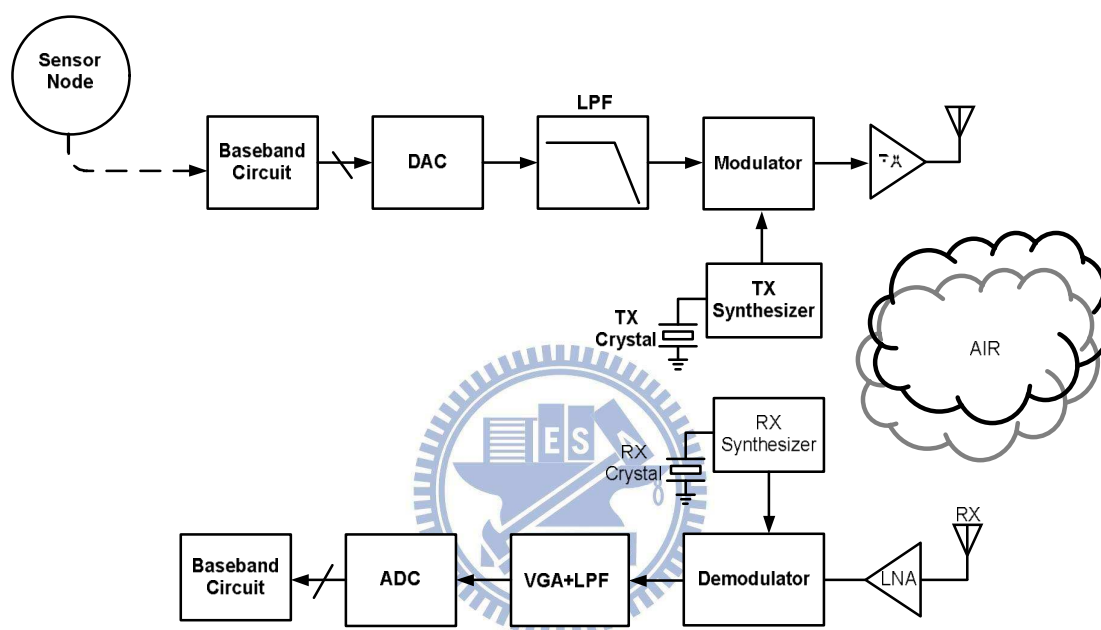 Sensor
Node
LPF
Baseband
Circuit
DAC
Modulator
TX
Synthesizer
TX
Crystal
AIR
RX
Synthesizer
RX
Crystal
E S
RX
Baseband
Circuit
ADC
VGA+LPF
Demodulator
LNA